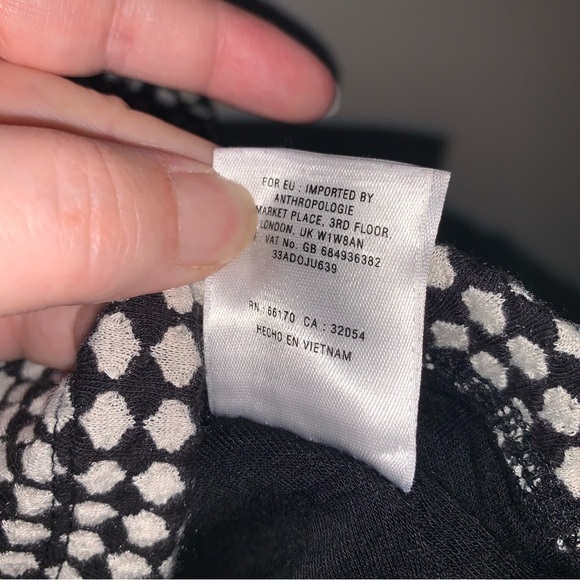 FOR EU : IMPORTED BY
ANTHROPOLOGIE
MARKET PLACE, 3RD FLOOR,
LONDON, UK W1W8AN
VAT No. GB 684936382
33ADOJU639
RN : 66170 CA : 32054
HECHO EN VIETNAM